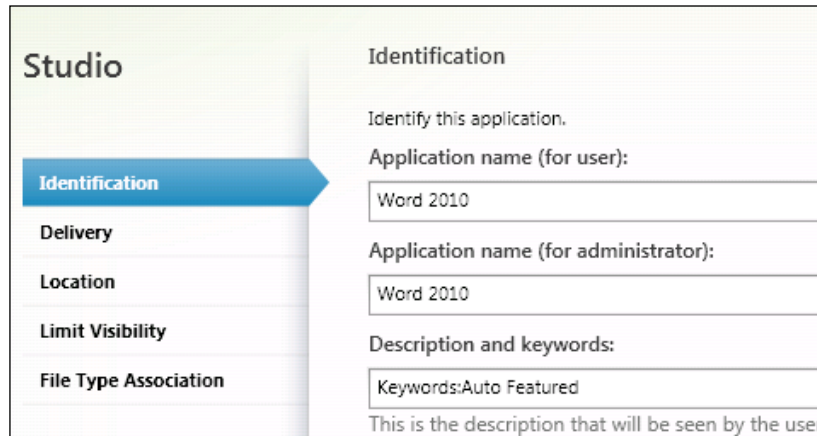 Studio
Identification
Delivery
Location
Limit Visibility
File Type Association
Identification
Identify this application.
Application name (for user):
Word 2010
Application name (for administrator):
Word 2010
Description and keywords:
Keywords:Auto Featured
This is the description that will be seen by the